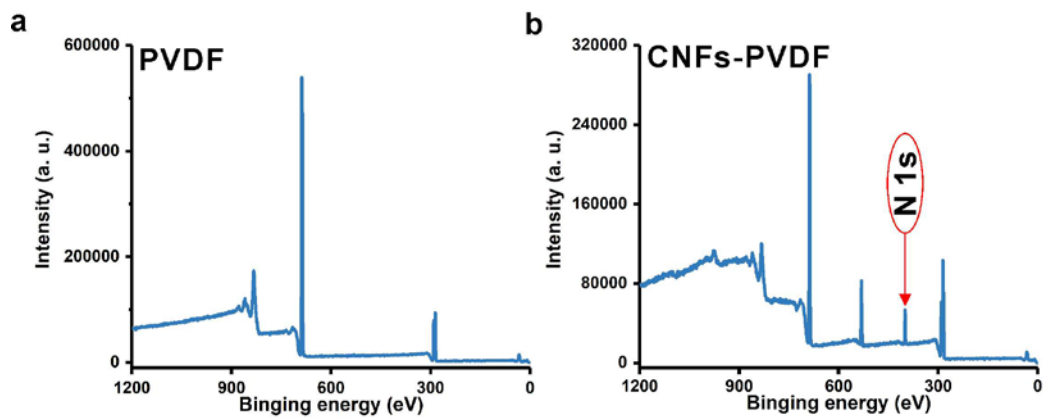 a
PVDF
600000
400000
200000
0
Intensity (a. u.)
1200
900
600
300
0
Binging energy (eV)
b
CNFs-PVDF
N 1s
320000
240000
160000
80000
0
Intensity (a. u.)
1200
900
600
300
0
Binging energy (eV)